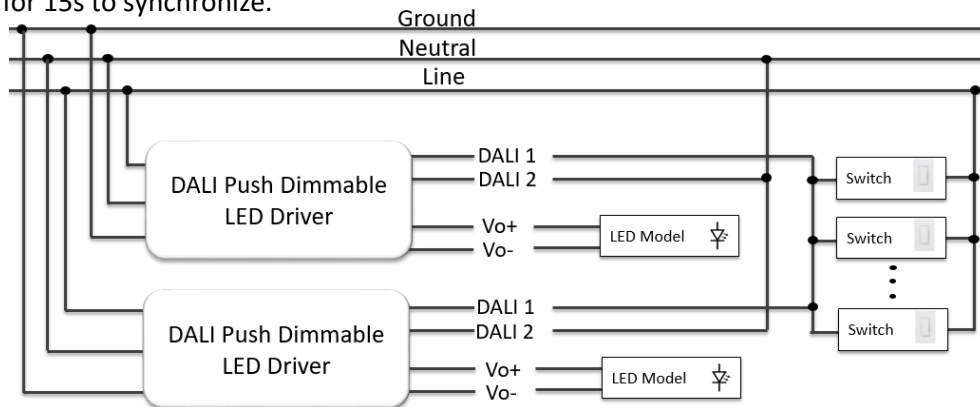 for 15s to synchronize.
Ground
Neutral
Line
DALI Push Dimmable
LED Driver
DALI 1
DALI 2
Vo+
Vo-
LED Model
Switch
Switch
Switch
DALI Push Dimmable
LED Driver
DALI 1
DALI 2
Vo+
Vo-
LED Model